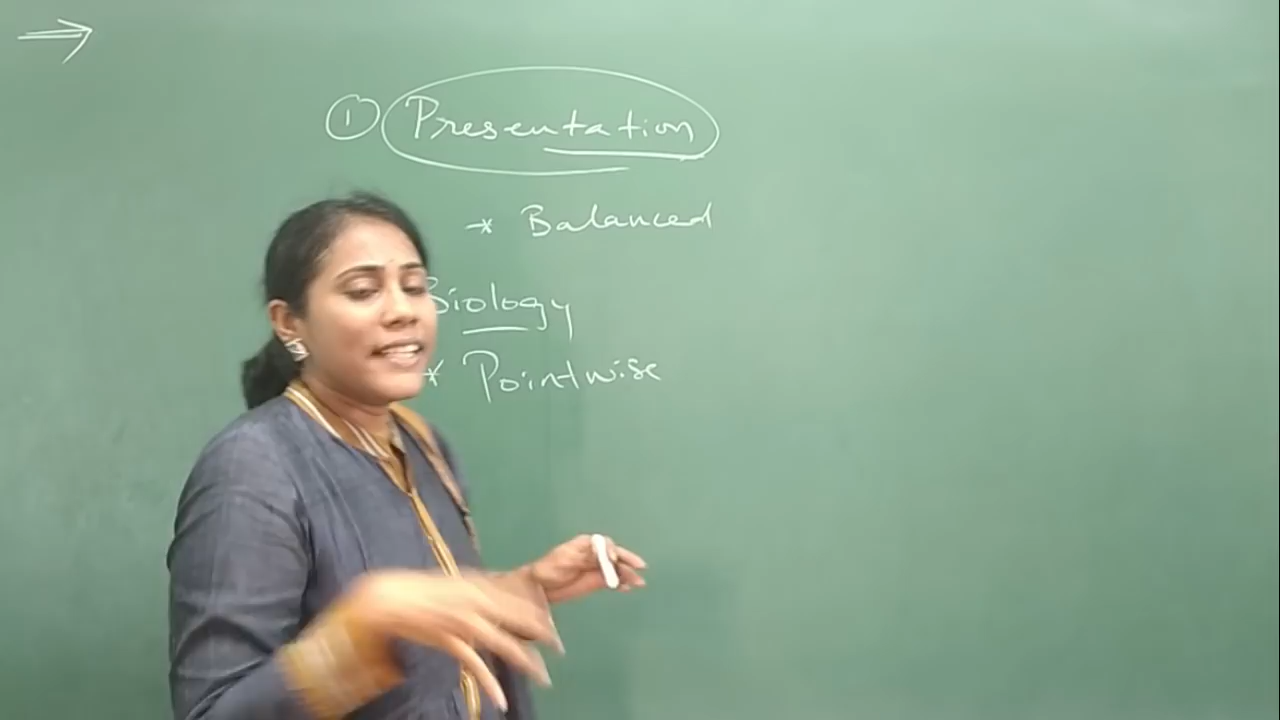 →
① Presentation
* Balanced
Biology
* Pointwise